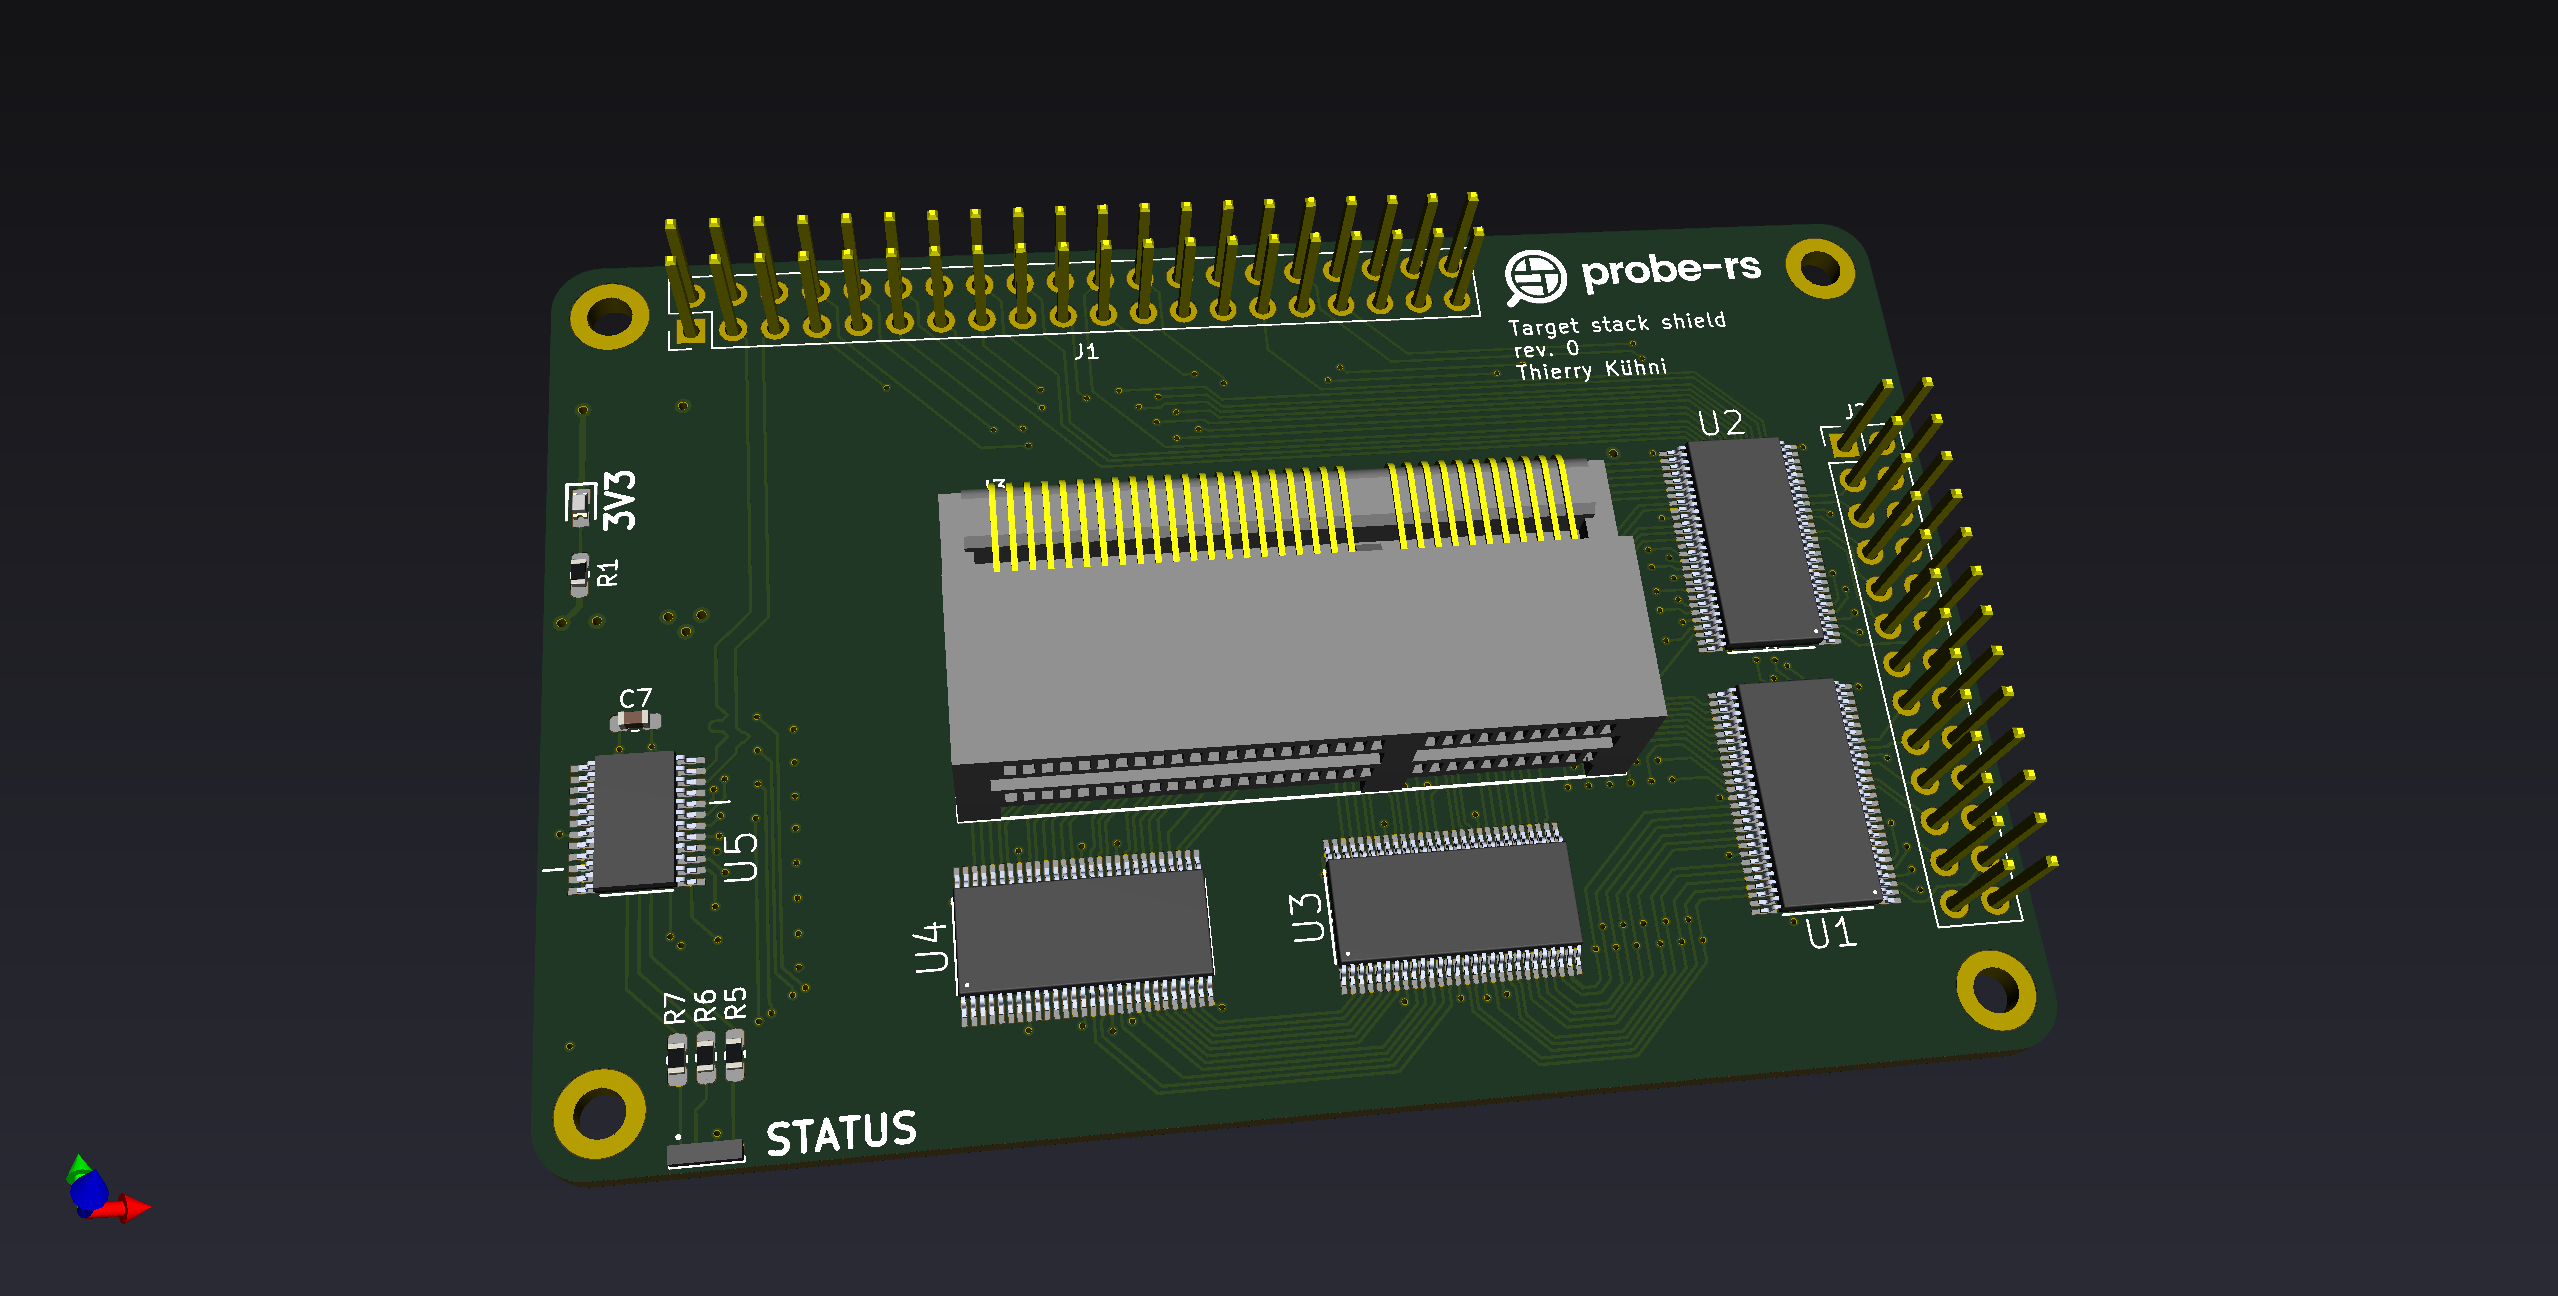 probe-rs
Target stack shield
rev. 0
Thierry Kühni
J1
U2
3V3
R1
C7
U5
U4
U3
U1
R7
R6
R5
STATUS